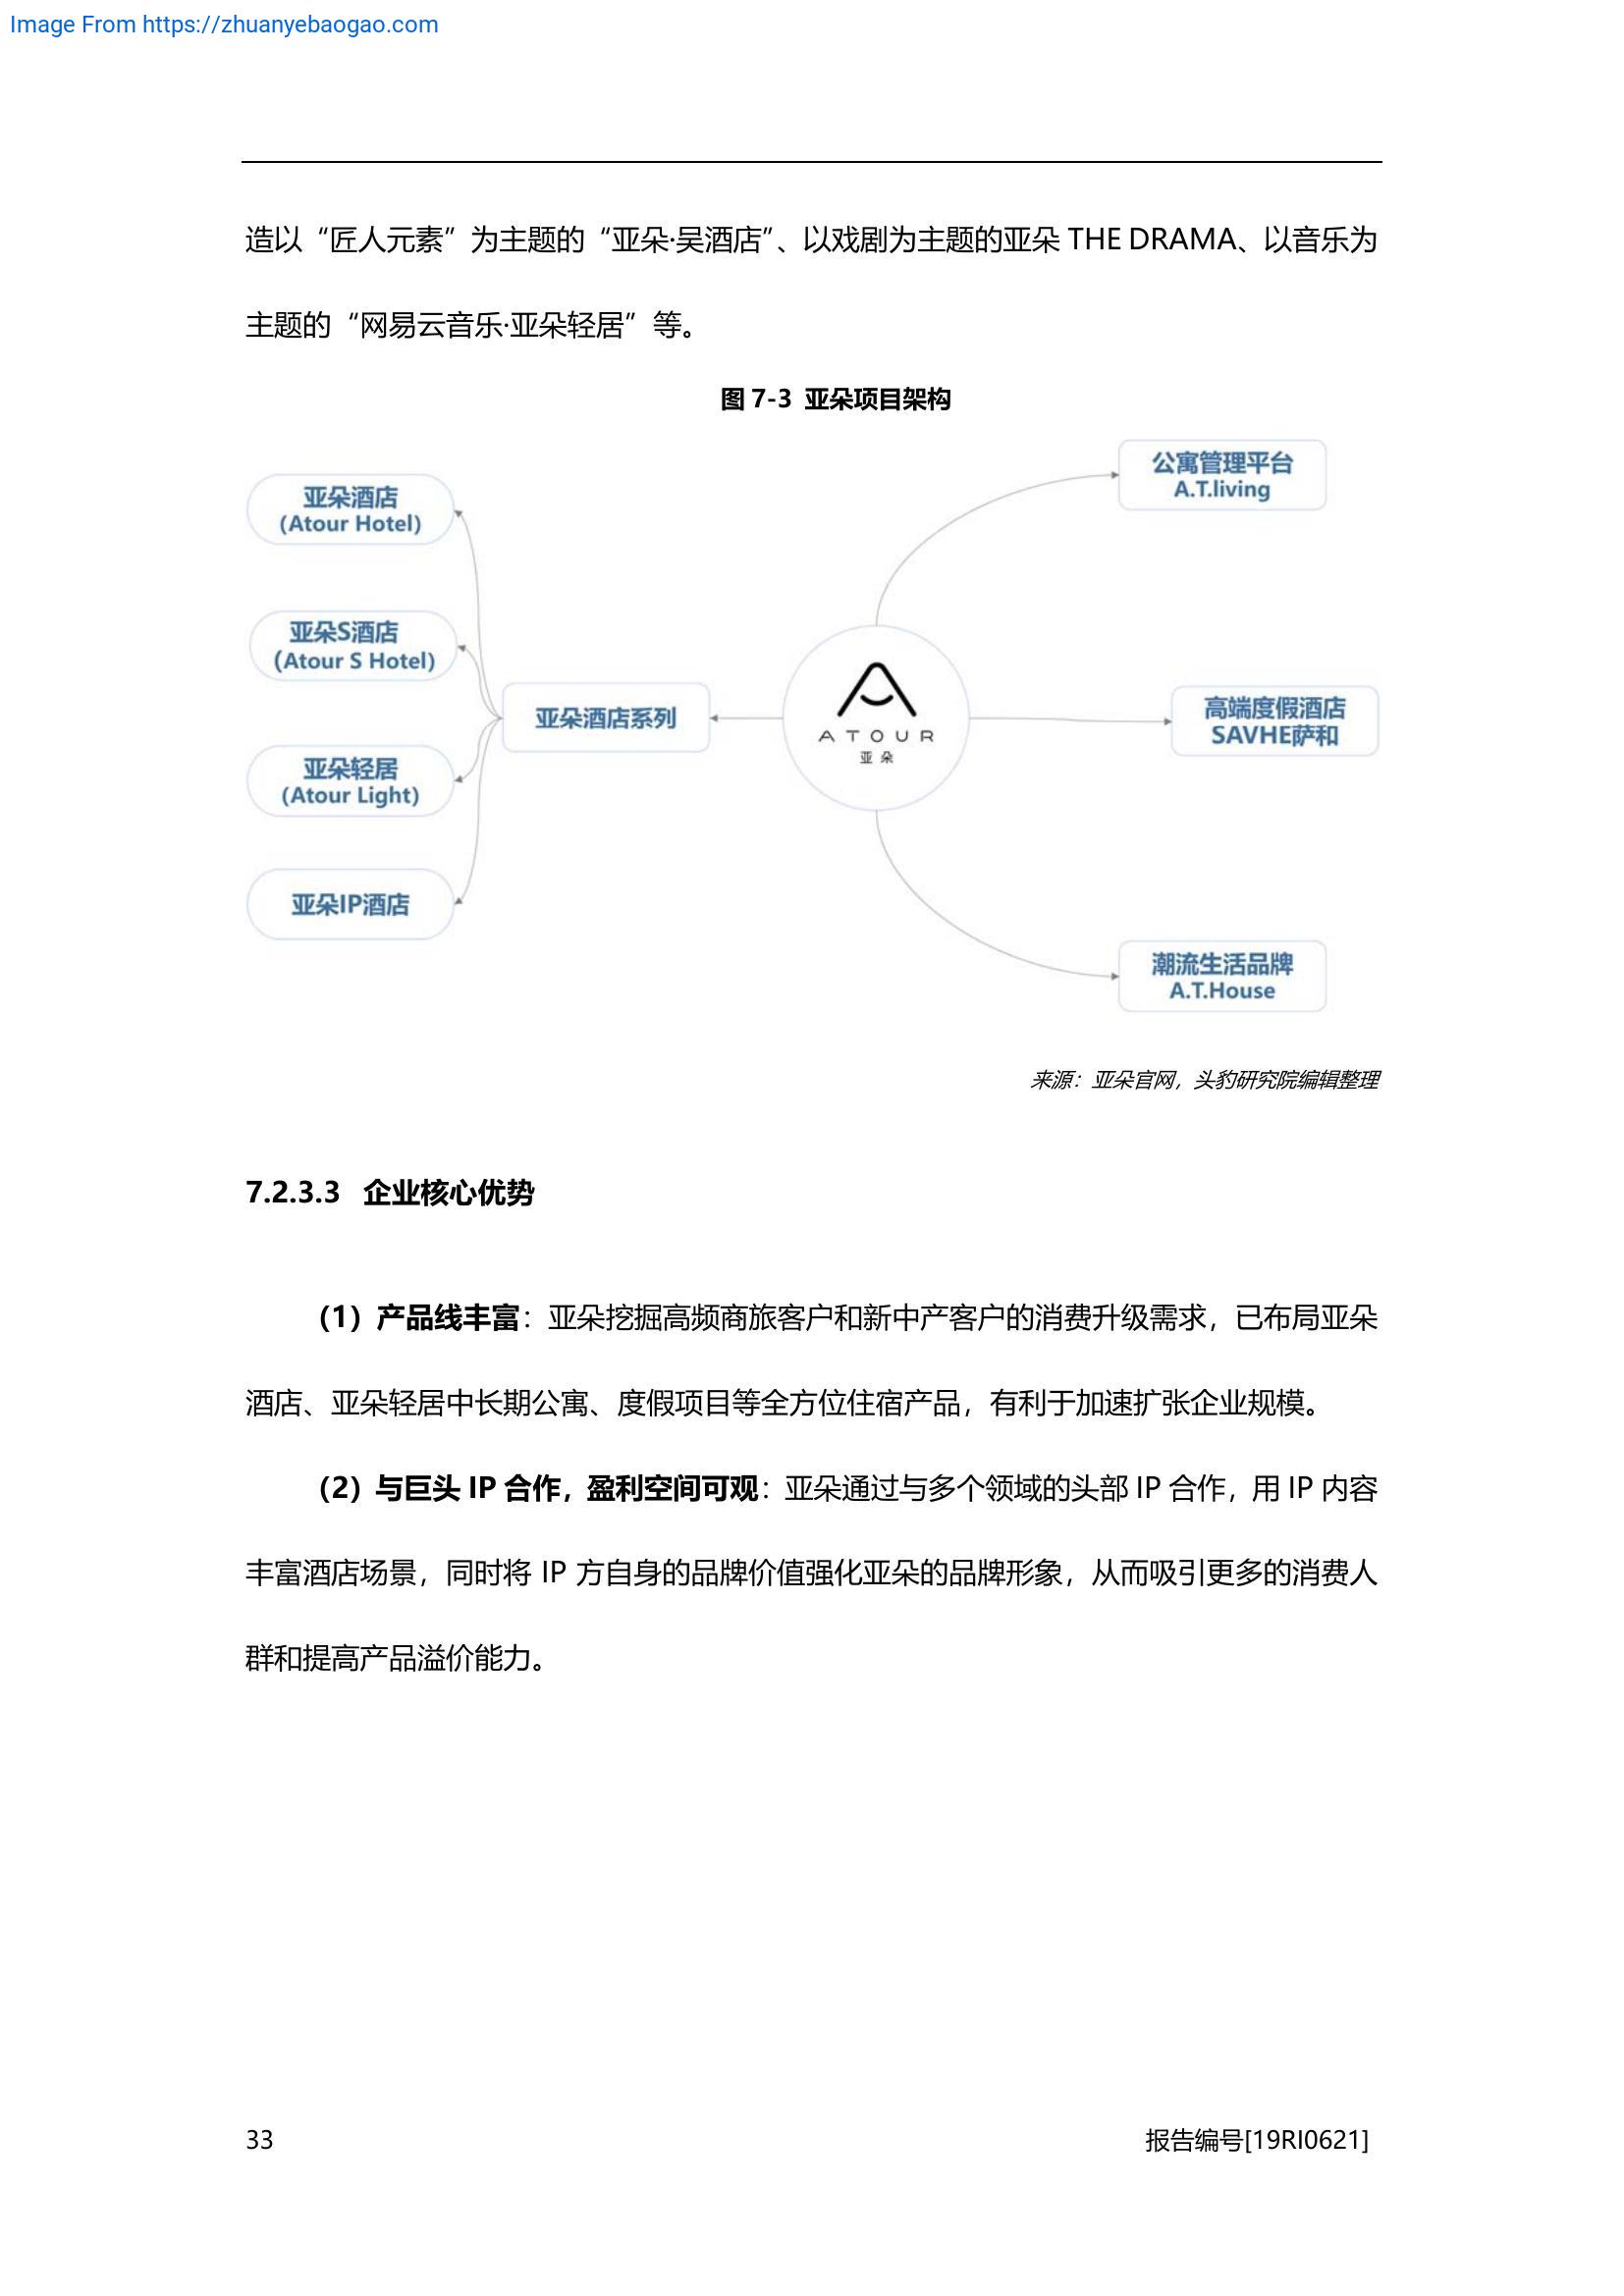 Image From https://zhuanyebaogao.com
造以“匠人元素”为主题的“亚朵·吴酒店”、以戏剧为主题的亚朵 THE DRAMA、以音乐为
主题的“网易云音乐·亚朵轻居”等。
图 7-3 亚朵项目架构
公寓管理平台
A.T.living
亚朵酒店
(Atour Hotel)
亚朵S酒店
(Atour S Hotel)
亚朵酒店系列
ATOUR
亚朵
高端度假酒店
SAVHE萨和
亚朵轻居
(Atour Light)
亚朵IP酒店
潮流生活品牌
A.T.House
来源：亚朵官网，头豹研究院编辑整理
7.2.3.3 企业核心优势
（1）产品线丰富：亚朵挖掘高频商旅客户和新中产客户的消费升级需求，已布局亚朵
酒店、亚朵轻居中长期公寓、度假项目等全方位住宿产品，有利于加速扩张企业规模。
（2）与巨头 IP 合作，盈利空间可观：亚朵通过与多个领域的头部 IP 合作，用 IP 内容
丰富酒店场景，同时将 IP 方自身的品牌价值强化亚朵的品牌形象，从而吸引更多的消费人
群和提高产品溢价能力。
33
报告编号[19RI0621]